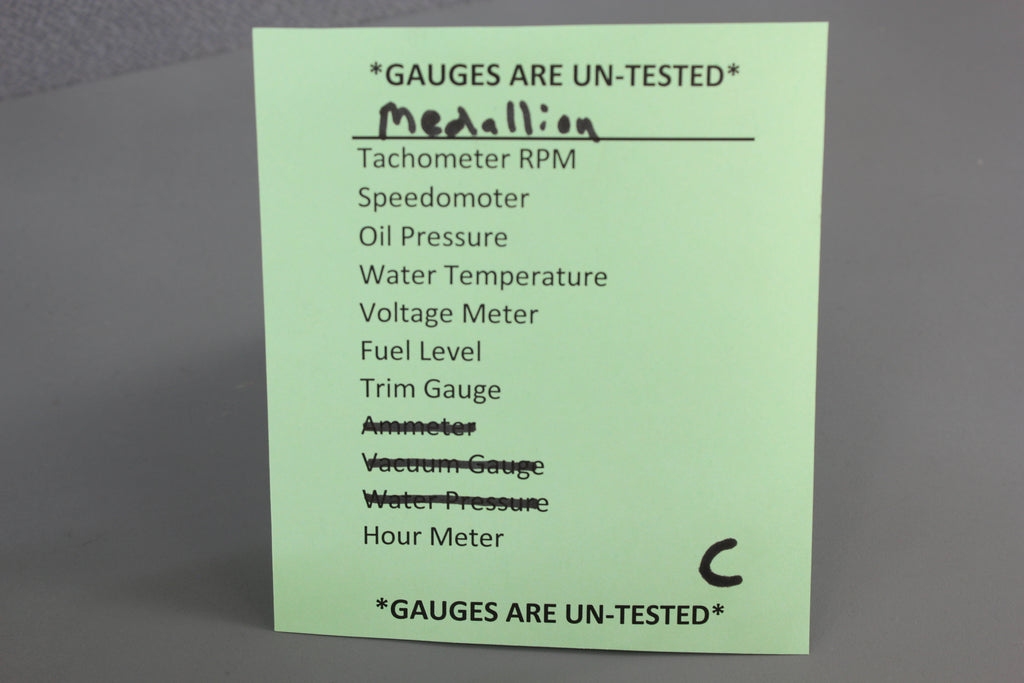 *GAUGES ARE UN-TESTED*
Medallion
Tachometer RPM
Speedomoter
Oil Pressure
Water Temperature
Voltage Meter
Fuel Level
Trim Gauge
Ammeter
Vacuum Gauge
Water Pressure
Hour Meter
C
*GAUGES ARE UN-TESTED*